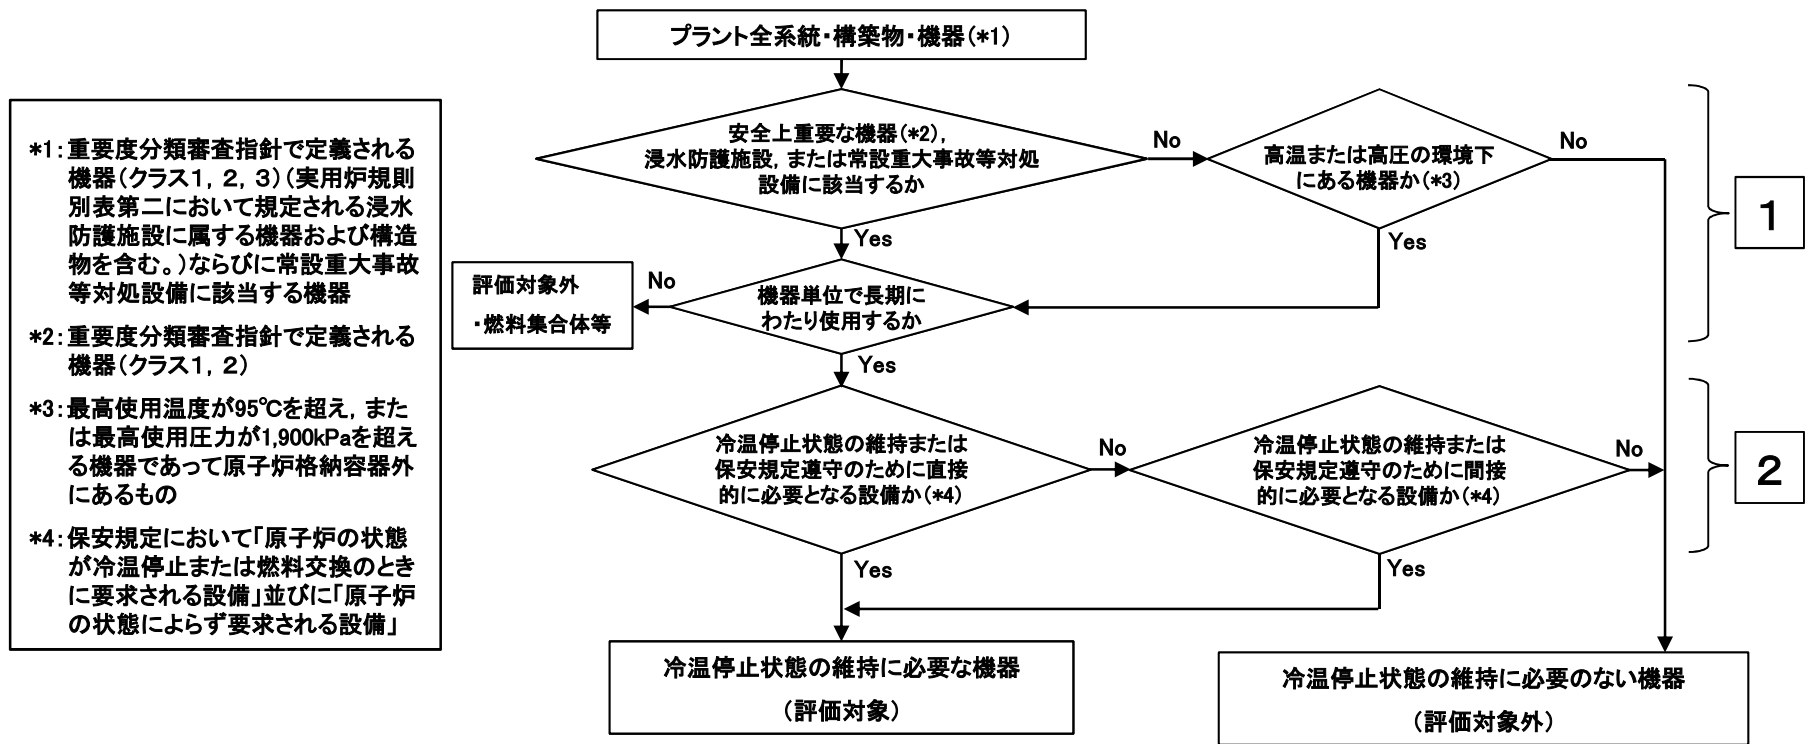 プラント全系統・構築物・機器(*1)
*1:重要度分類審査指針で定義される
機器(クラス1,2,3)(実用炉規則
別表第二において規定される浸水
防護施設に属する機器および構造
物を含む。)ならびに常設重大事故
等対処設備に該当する機器
*2:重要度分類審査指針で定義される
機器(クラス1,2)
*3:最高使用温度が95℃を超え,また
は最高使用圧力が1,900kPaを超え
る機器であって原子炉格納容器外
にあるもの
*4:保安規定において「原子炉の状態
が冷温停止または燃料交換のとき
に要求される設備」並びに「原子炉
の状態によらず要求される設備」
安全上重要な機器(*2),
浸水防護施設,または常設重大事故等対処
設備に該当するか
No
高温または高圧の環境下
にある機器か(*3)
No
Yes
Yes
1
評価対象外
・燃料集合体等
No
機器単位で長期に
わたり使用するか
Yes
冷温停止状態の維持または
保安規定遵守のために直接
的に必要となる設備か(*4)
No
冷温停止状態の維持または
保安規定遵守のために間接
的に必要となる設備か(*4)
No
2
Yes
Yes
冷温停止状態の維持に必要な機器
(評価対象)
冷温停止状態の維持に必要のない機器
(評価対象外)